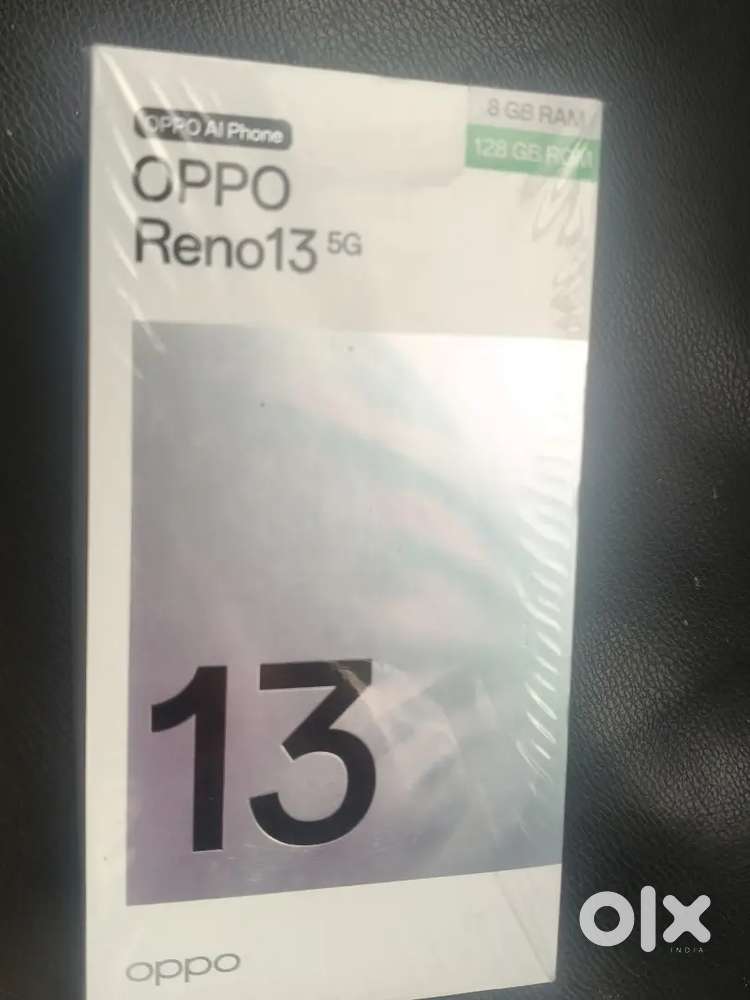 8 GB RAM
128 GB ROM
OPPO AI Phone
OPPO
Reno13 5G
13
oppo
olx
INDIA